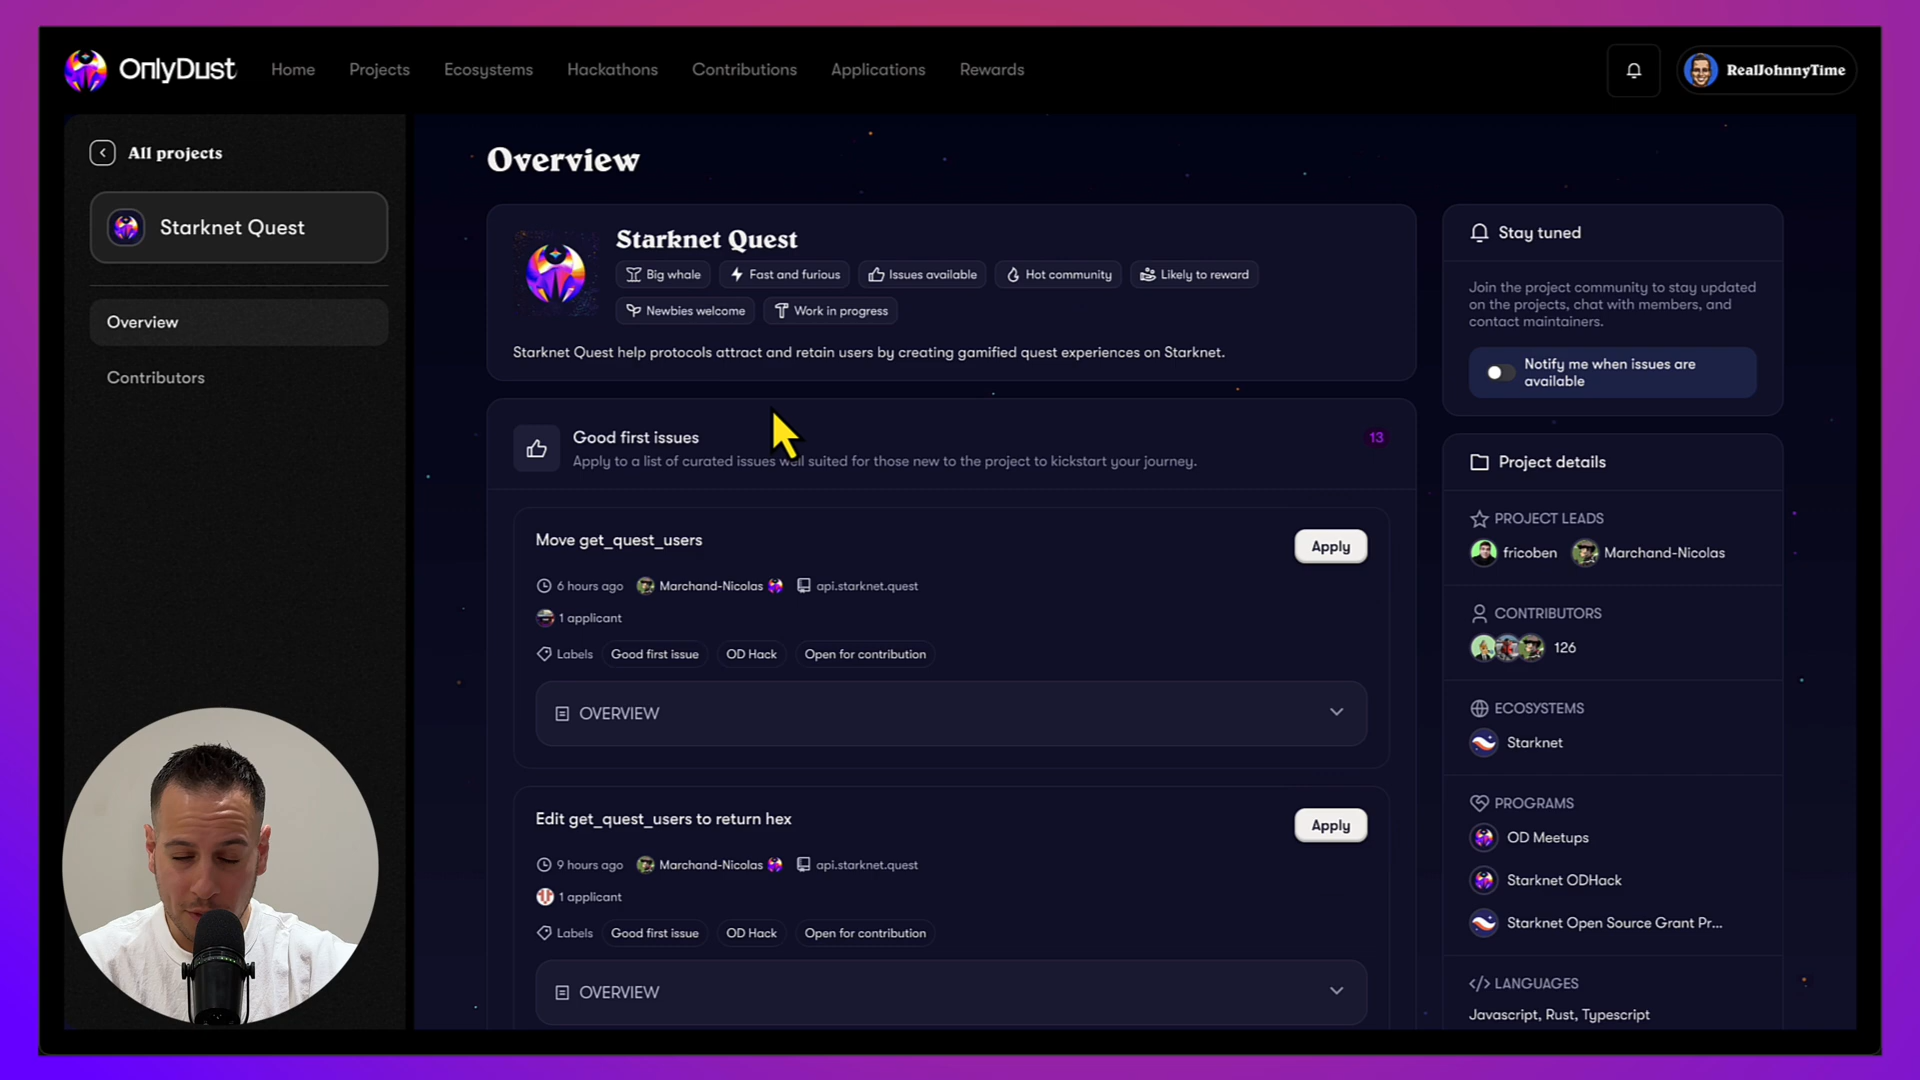 OnlyDust
Home
Projects
Ecosystems
Hackathons
Contributions
Applications
Rewards
RealJohnnyTime
All projects
Starknet Quest
Overview
Contributors
Overview
Starknet Quest
Big whale
Fast and furious
Issues available
Hot community
Likely to reward
Newbies welcome
Work in progress
Starknet Quest help protocols attract and retain users by creating gamified quest experiences on Starknet.
Good first issues
13
Apply to a list of curated issues well suited for those new to the project to kickstart your journey.
Move get_quest_users
Apply
6 hours ago
Marchand-Nicolas
api.starknet.quest
1 applicant
Labels
Good first issue
OD Hack
Open for contribution
OVERVIEW
Edit get_quest_users to return hex
Apply
9 hours ago
Marchand-Nicolas
api.starknet.quest
1 applicant
Labels
Good first issue
OD Hack
Open for contribution
OVERVIEW
Stay tuned
Join the project community to stay updated
on the projects, chat with members, and
contact maintainers.
Notify me when issues are
available
Project details
PROJECT LEADS
fricoben
Marchand-Nicolas
CONTRIBUTORS
126
ECOSYSTEMS
Starknet
PROGRAMS
OD Meetups
Starknet ODHack
Starknet Open Source Grant Pr...
LANGUAGES
Javascript, Rust, Typescript